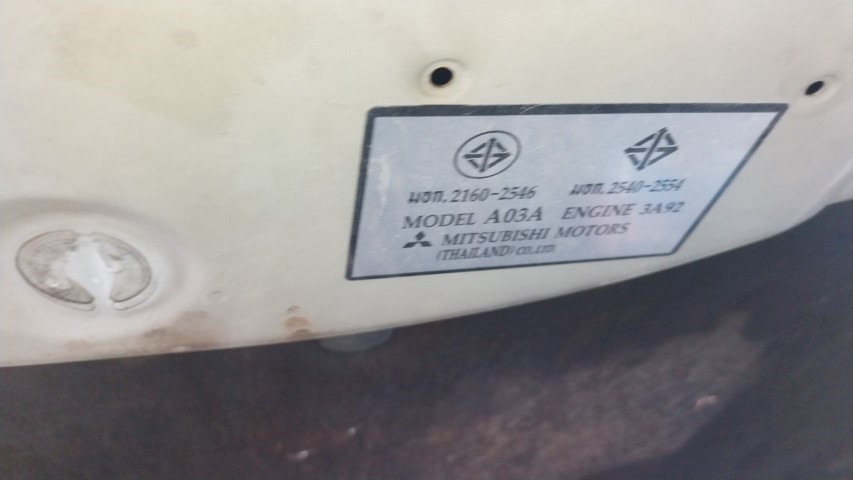 มอก.2160-2546 มอก.2540-2554
MODEL A03A ENGINE 3A92
MITSUBISHI MOTORS
(THAILAND) CO.,LTD.